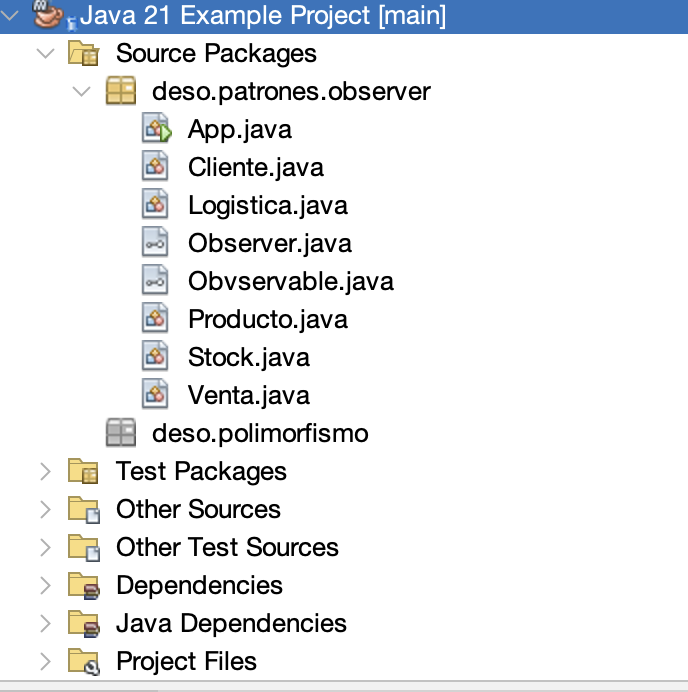 Java 21 Example Project [main]
Source Packages
deso.patrones.observer
App.java
Cliente.java
Logistica.java
Observer.java
Obvservable.java
Producto.java
Stock.java
Venta.java
deso.polimorfismo
Test Packages
Other Sources
Other Test Sources
Dependencies
Java Dependencies
Project Files